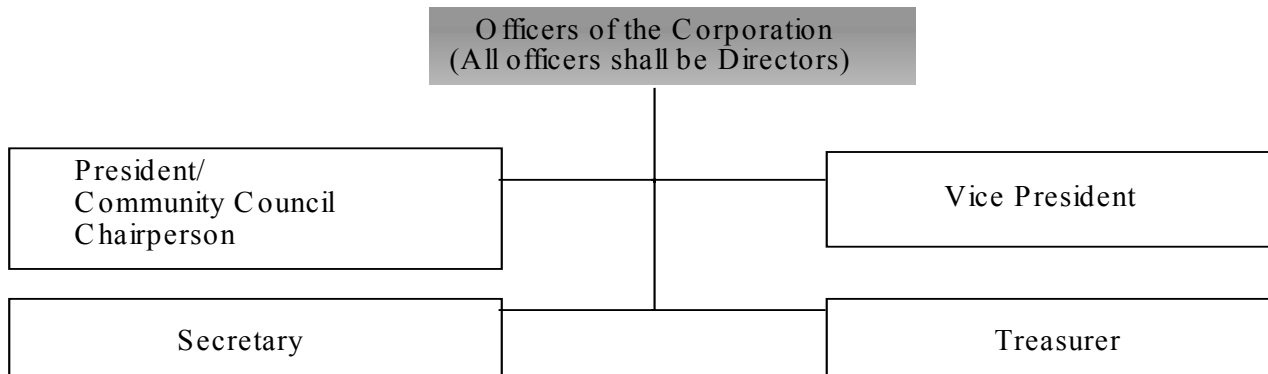 Officers of the Corporation
(All officers shall be Directors)
President/
Community Council
Chairperson
Vice President
Secretary
Treasurer